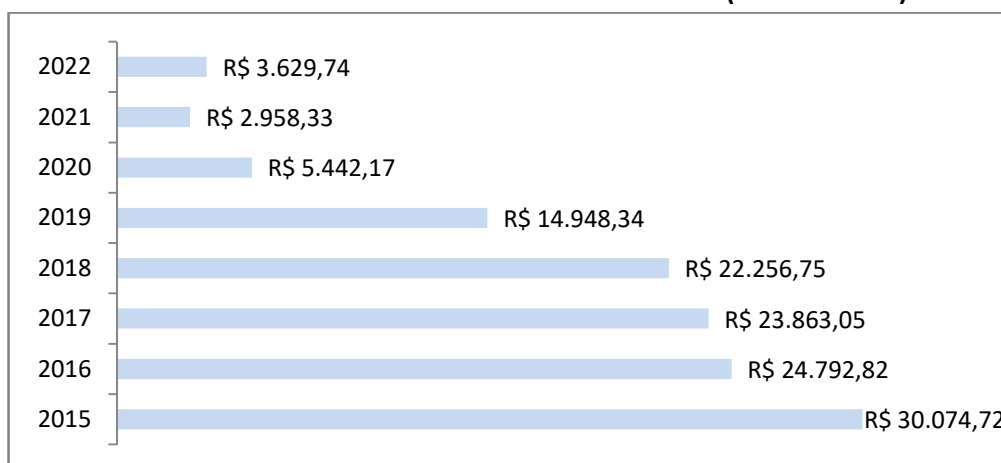 2022 R$ 3.629,74
2021 R$ 2.958,33
2020 R$ 5.442,17
2019 R$ 14.948,34
2018 R$ 22.256,75
2017 R$ 23.863,05
2016 R$ 24.792,82
2015 R$ 30.074,72